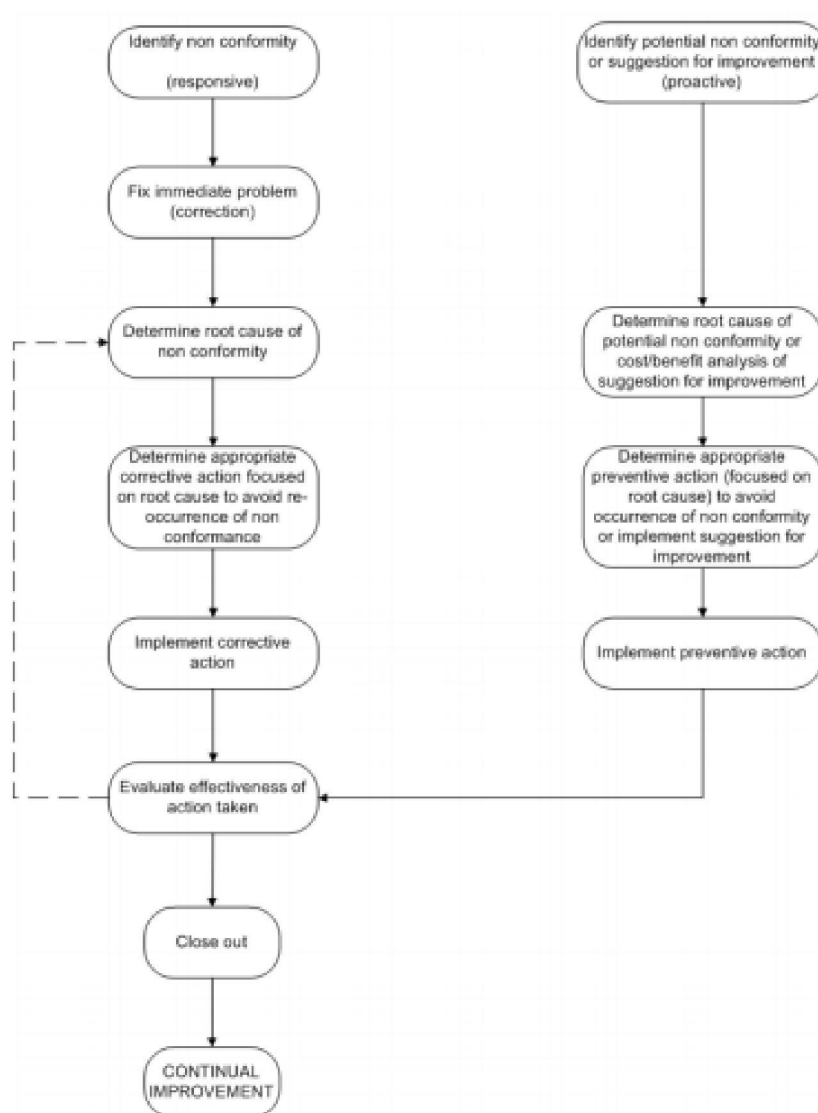 Identify non conformity
(responsive)
Fix immediate problem
(correction)
Determine root cause of
non conformity
Determine appropriate
corrective action focused
on root cause to avoid re-
occurrence of non
conformance
Implement corrective
action
Evaluate effectiveness of
action taken
Close out
CONTINUAL
IMPROVEMENT
Identify potential non conformity
or suggestion for improvement
(proactive)
Determine root cause of
potential non conformity or
cost/benefit analysis of
suggestion for improvement
Determine appropriate
preventive action (focused on
root cause) to avoid
occurrence of non conformity
or implement suggestion for
improvement
Implement preventive action